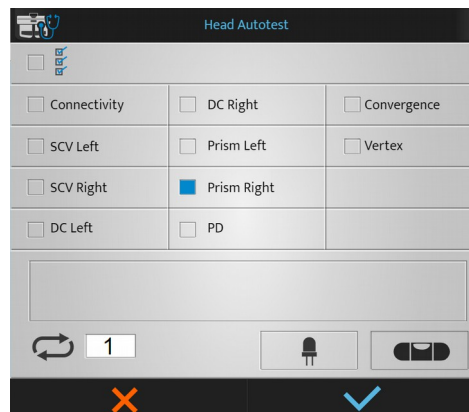 Head Autotest
Connectivity DC Right Convergence
SCV Left Prism Left Vertex
SCV Right Prism Right
DC Left PD
1